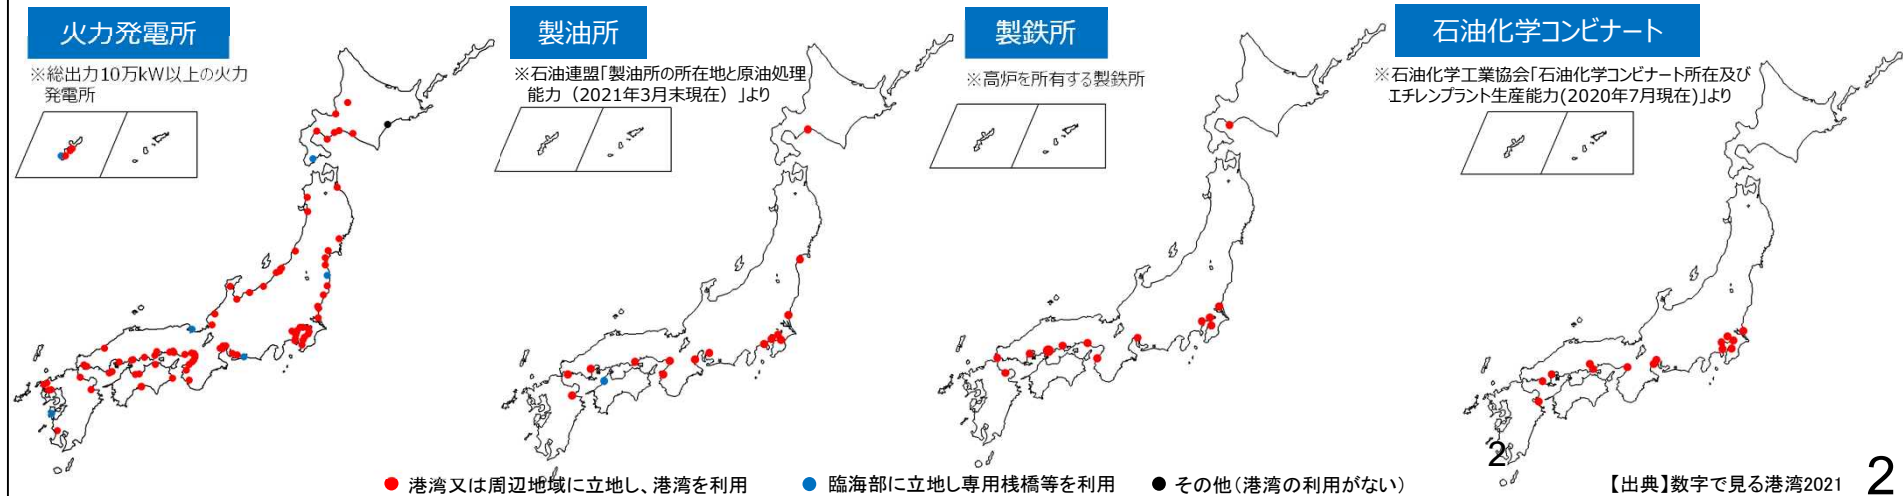 火力発電所
※総出力10万kW以上の火力
発電所
製油所
※石油連盟「製油所の所在地と原油処理
能力（2021年3月末現在）」より
製鉄所
※高炉を所有する製鉄所
石油化学コンビナート
※石油化学工業協会「石油化学コンビナート所在及び
エチレンプラント生産能力(2020年7月現在)」より
● 港湾又は周辺地域に立地し、港湾を利用
● 臨海部に立地し専用桟橋等を利用
● その他（港湾の利用がない）
2
【出典】数字で見る港湾2021
2